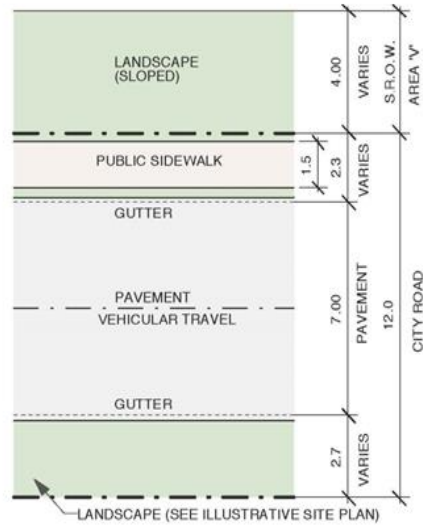 LANDSCAPE
(SLOPED)
4.00
VARIES
S.R.O.W.
AREA 'V'
PUBLIC SIDEWALK
1.5
2.3
VARIES
GUTTER
PAVEMENT
VEHICULAR TRAVEL
7.00
PAVEMENT
12.0
CITY ROAD
GUTTER
2.7
VARIES
LANDSCAPE (SEE ILLUSTRATIVE SITE PLAN)